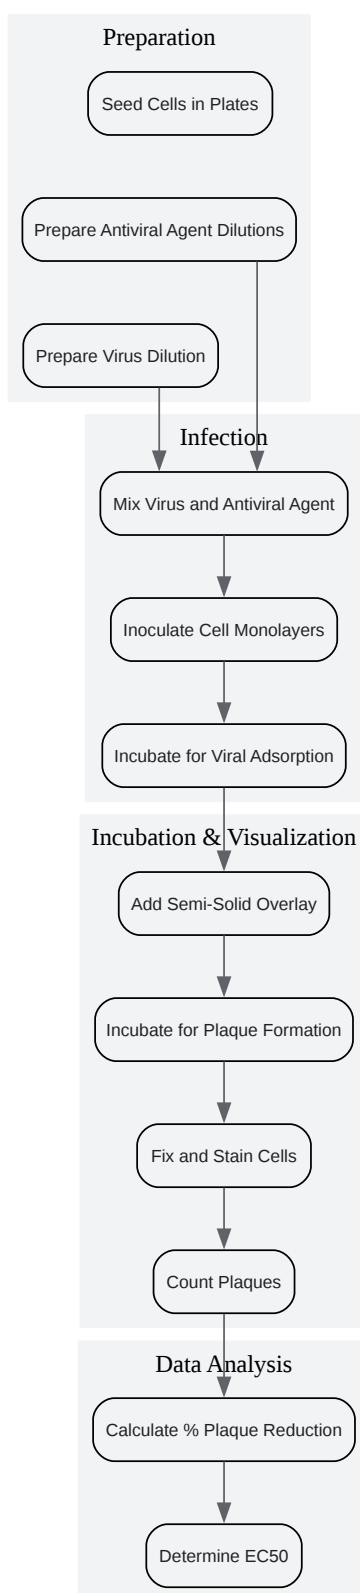 Preparation
Seed Cells in Plates
Prepare Antiviral Agent Dilutions
Prepare Virus Dilution
Infection
Mix Virus and Antiviral Agent
Inoculate Cell Monolayers
Incubate for Viral Adsorption
Incubation & Visualization
Add Semi-Solid Overlay
Incubate for Plaque Formation
Fix and Stain Cells
Count Plaques
Data Analysis
Calculate % Plaque Reduction
Determine EC50